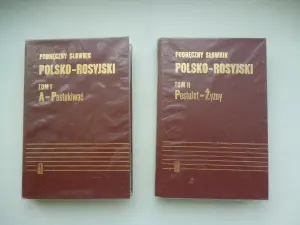 PODRĘCZNY SŁOWNIK
POLSKO-ROSYJSKI
TOM I
A-Postukiwać
PODRĘCZNY SŁOWNIK
POLSKO-ROSYJSKI
TOM II
Postulat-Żyzny